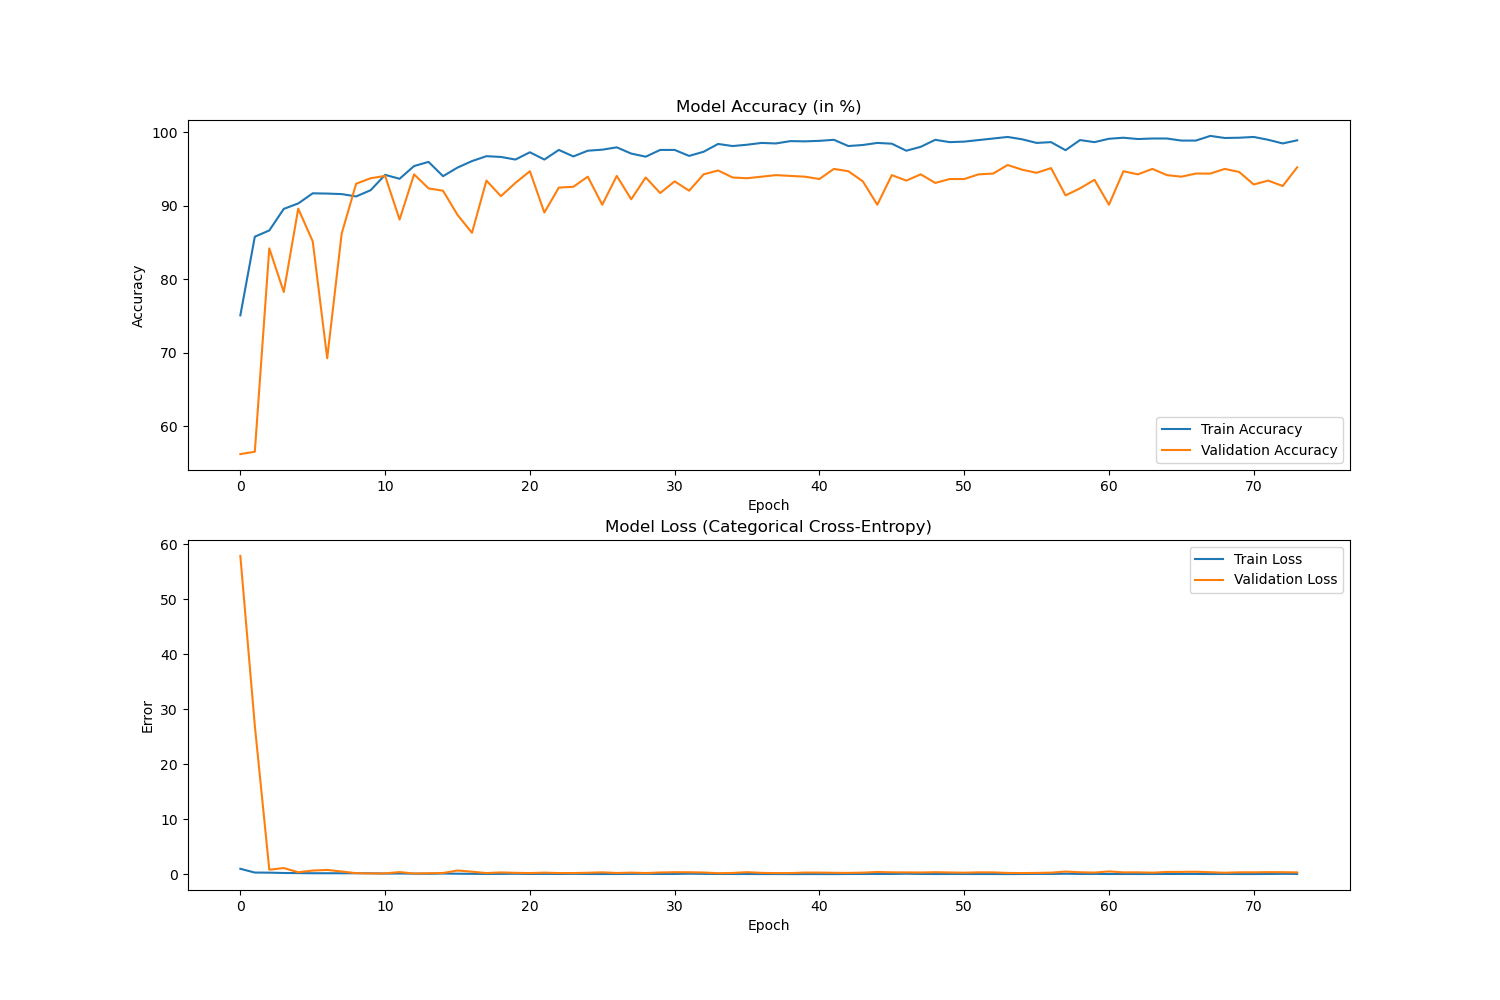 Model Accuracy (in %)
100
90
80
70
60
Accuracy
Train Accuracy
Validation Accuracy
0 10 20 30 40 50 60 70
Epoch
Model Loss (Categorical Cross-Entropy)
60
50
40
30
20
10
0
Error
Train Loss
Validation Loss
0 10 20 30 40 50 60 70
Epoch